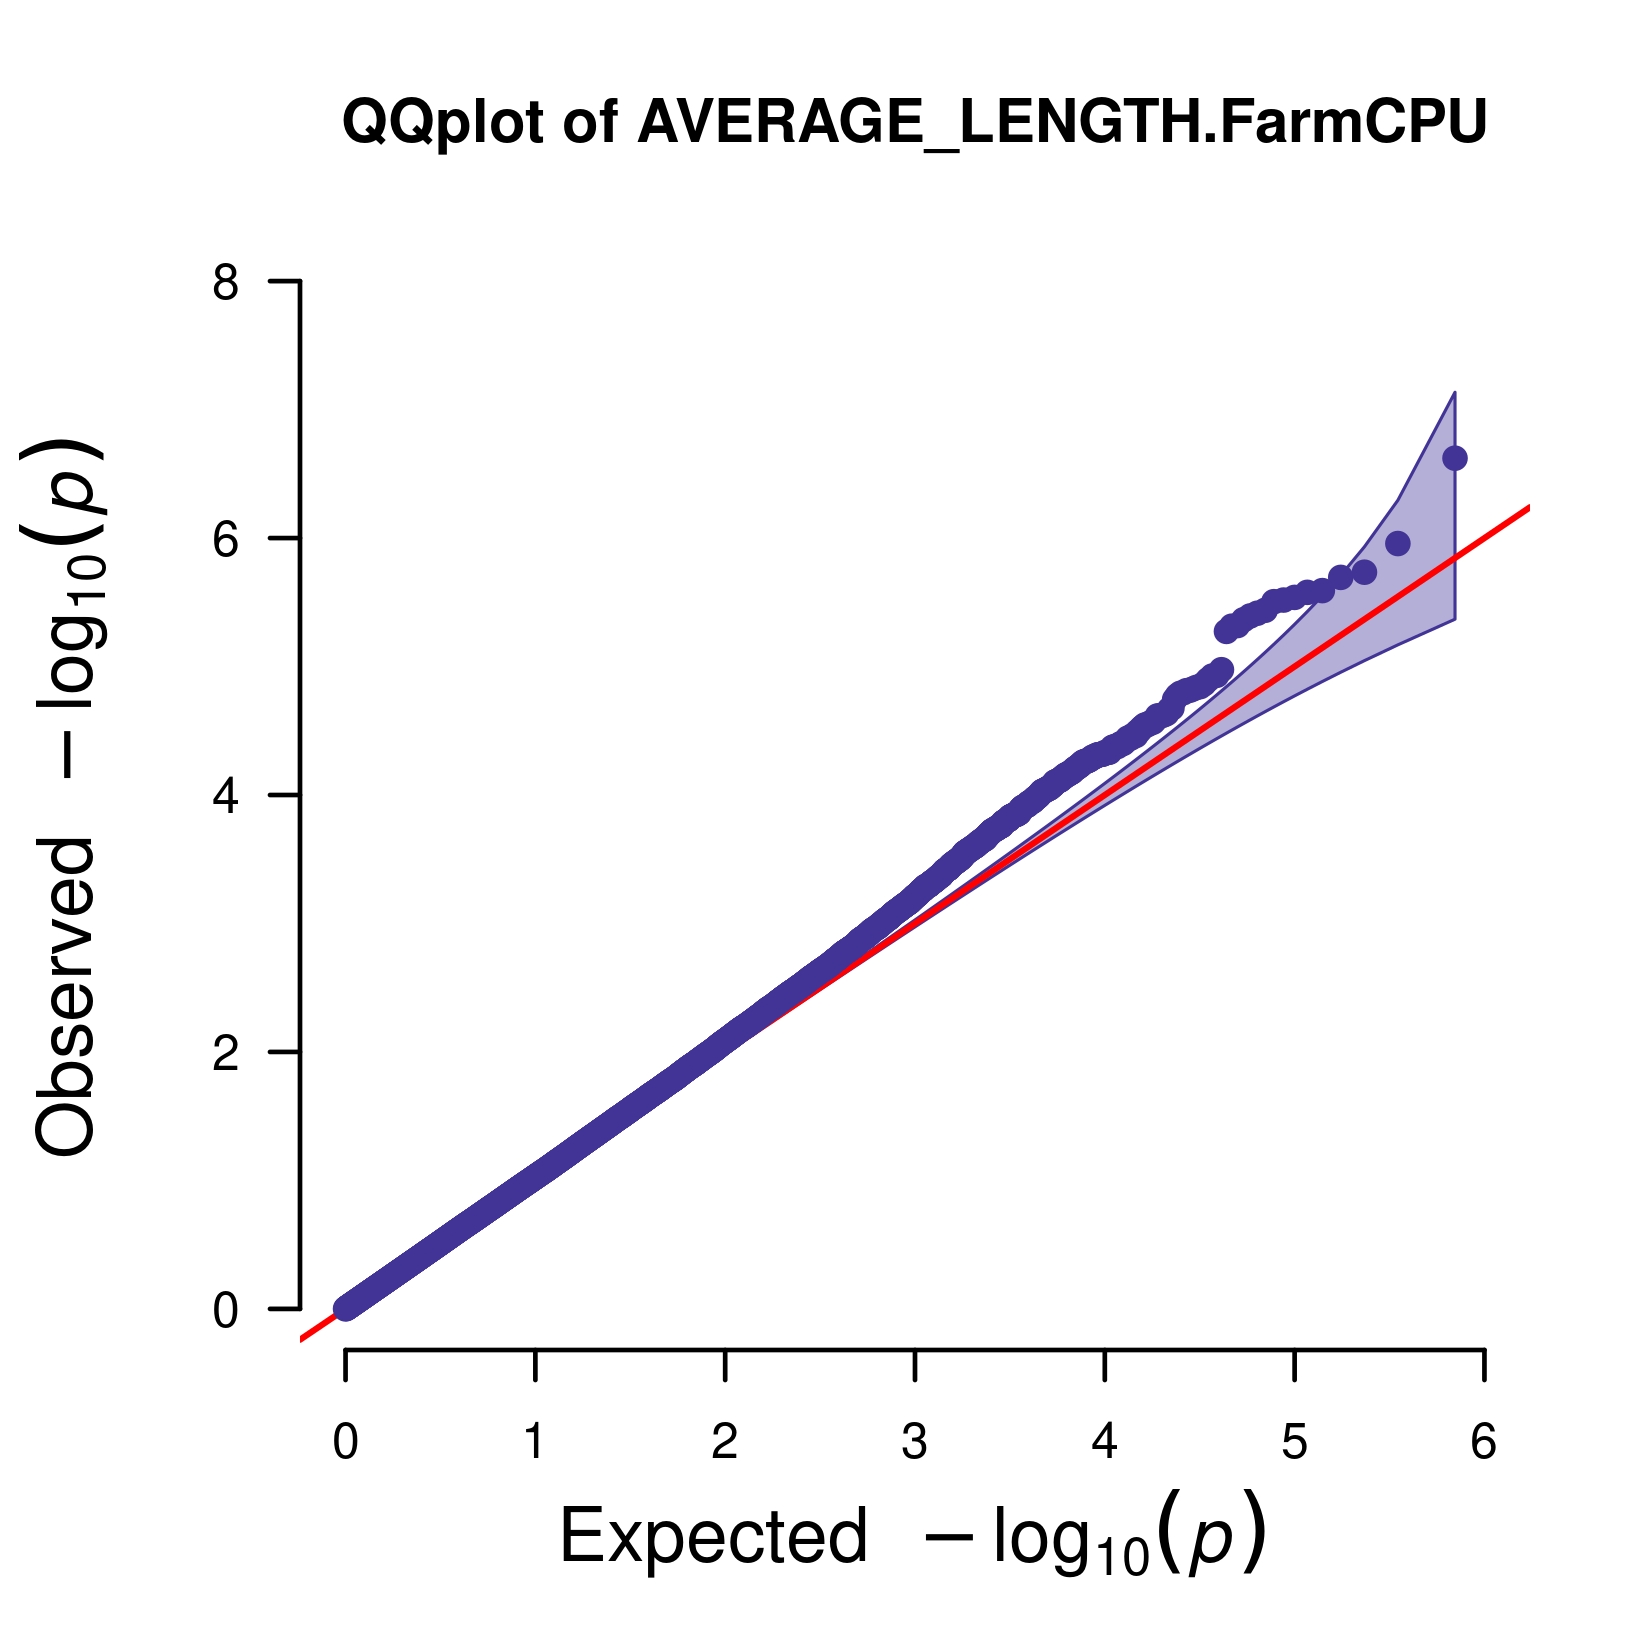 QQplot of AVERAGE_LENGTH.FarmCPU
8
6
4
2
0
Observed −log₁₀(p)
0 1 2 3 4 5 6
Expected −log₁₀(p)